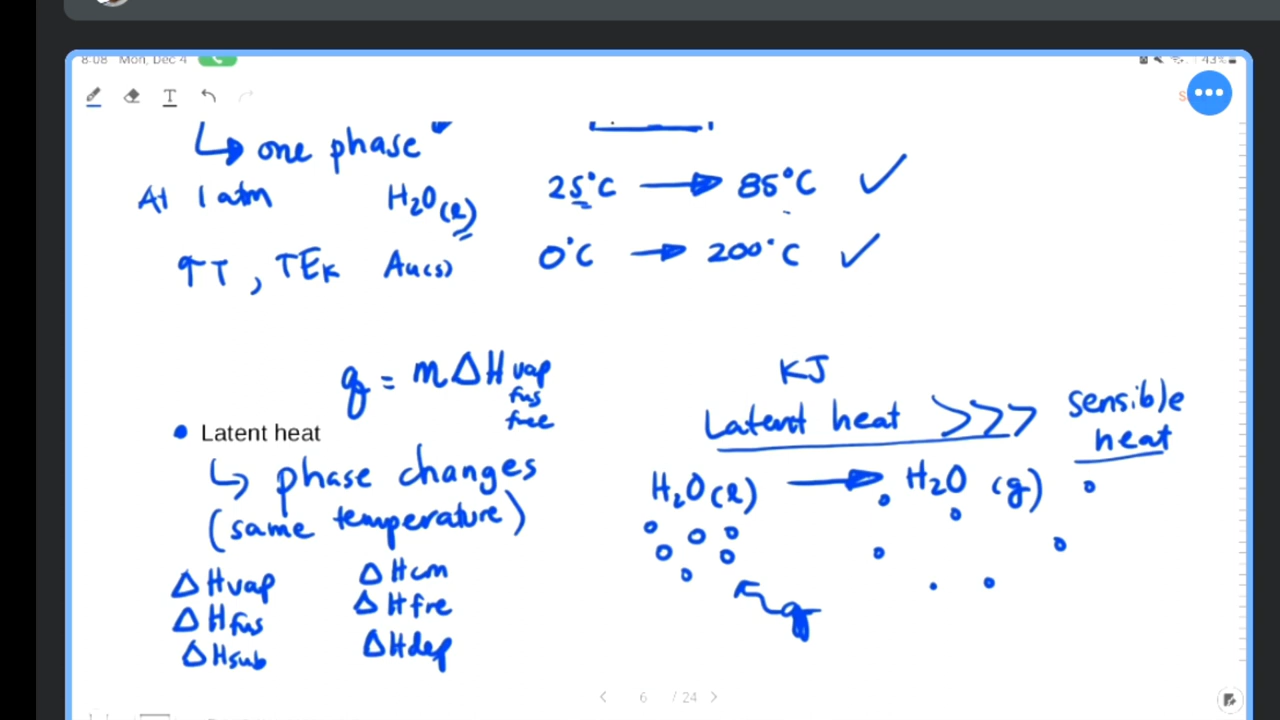 8:08 Mon, Dec 4
43%
T
↳ one phase
At 1 atm H₂O(l) 25°C → 85°C ✓
↑T, TEk Au(s) 0°C → 200°C ✓
q = mΔHvap
fus
free
KJ
Latent heat >>> sensible heat
• Latent heat
↳ phase changes
(same temperature)
H₂O(l) → H₂O (g)
ΔHvap ΔHcon
ΔHfus ΔHfre
ΔHsub ΔHdep
q
< 6 / 24 >